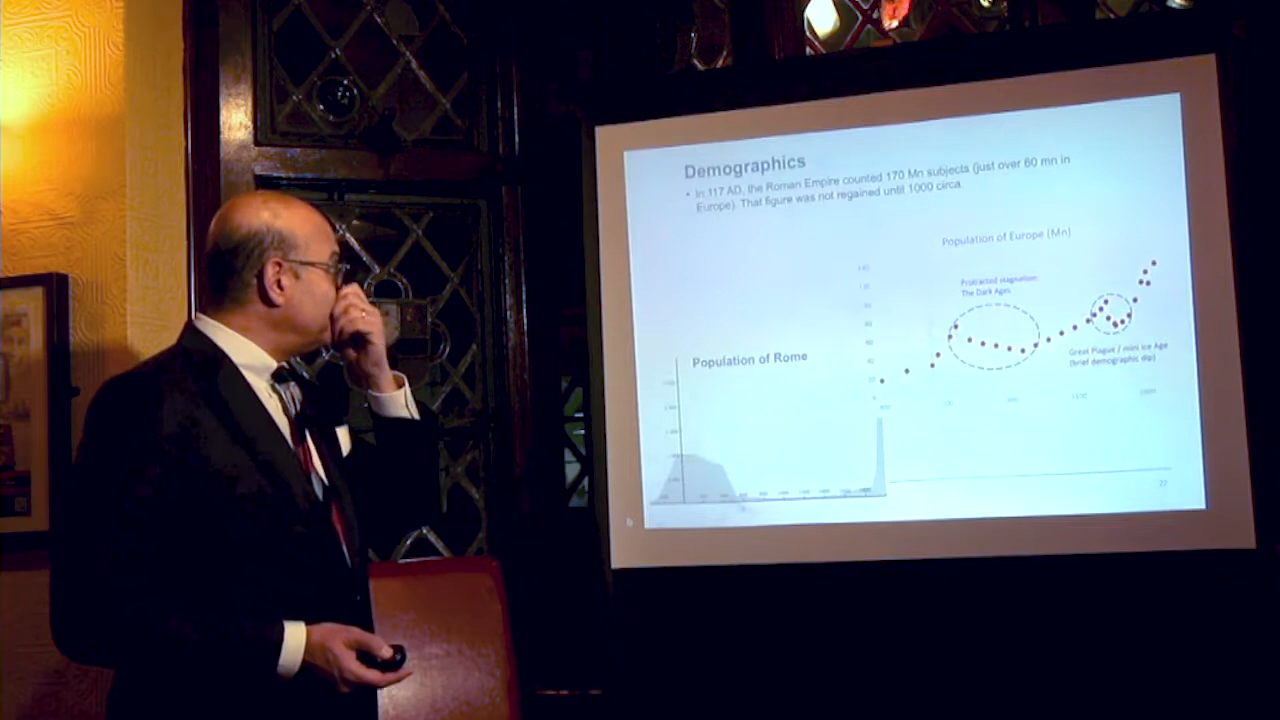 Demographics
• In 117 AD, the Roman Empire counted 170 Mn subjects (just over 60 mn in
Europe). That figure was not regained until 1000 circa.
Population of Europe (Mn)
Protracted stagnation:
The Dark Ages
Great Plague / mini Ice Age
(brief demographic dip)
Population of Rome
22